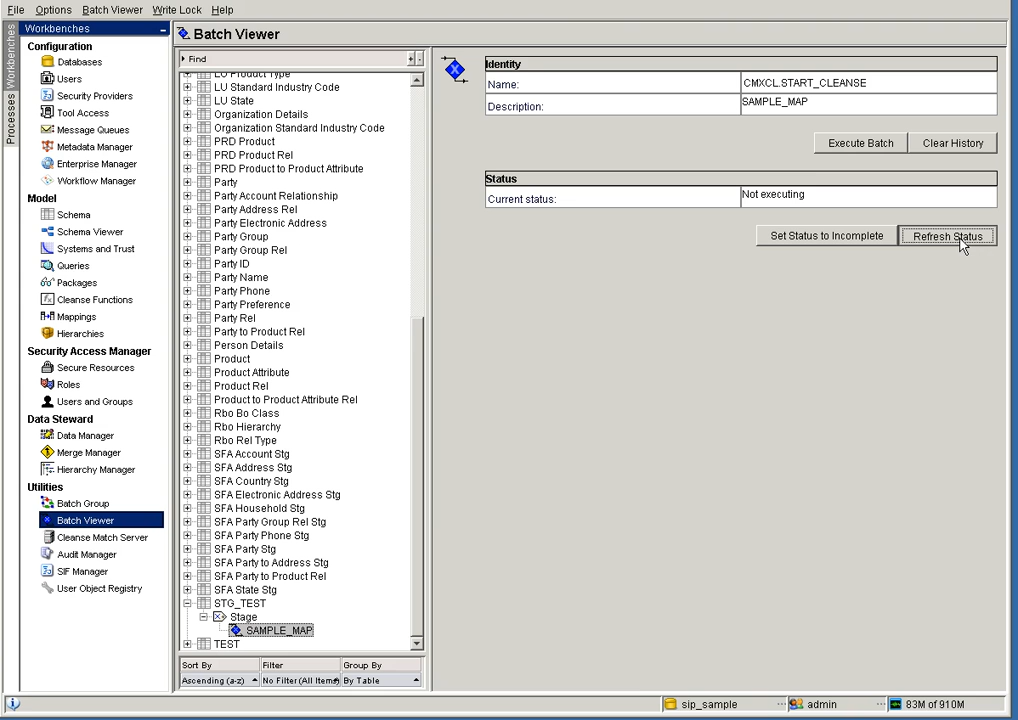 File Options Batch Viewer Write Lock Help
Workbenches
Processes
Workbenches
Configuration
Databases
Users
Security Providers
Tool Access
Message Queues
Metadata Manager
Enterprise Manager
Workflow Manager
Model
Schema
Schema Viewer
Systems and Trust
Queries
Packages
Cleanse Functions
Mappings
Hierarchies
Security Access Manager
Secure Resources
Roles
Users and Groups
Data Steward
Data Manager
Merge Manager
Hierarchy Manager
Utilities
Batch Group
Batch Viewer
Cleanse Match Server
Audit Manager
SIF Manager
User Object Registry
Batch Viewer
Find
LU Product Type
LU Standard Industry Code
LU State
Organization Details
Organization Standard Industry Code
PRD Product
PRD Product Rel
PRD Product to Product Attribute
Party
Party Account Relationship
Party Address Rel
Party Electronic Address
Party Group
Party Group Rel
Party ID
Party Name
Party Phone
Party Preference
Party Rel
Party to Product Rel
Person Details
Product
Product Attribute
Product Rel
Product to Product Attribute Rel
Rbo Bo Class
Rbo Hierarchy
Rbo Rel Type
SFA Account Stg
SFA Address Stg
SFA Country Stg
SFA Electronic Address Stg
SFA Household Stg
SFA Party Group Rel Stg
SFA Party Phone Stg
SFA Party Stg
SFA Party to Address Stg
SFA Party to Product Rel
SFA State Stg
STG_TEST
Stage
SAMPLE_MAP
TEST
Sort By Filter Group By
Ascending (a-z) No Filter (All Items) By Table
Identity
Name: CMXCL.START_CLEANSE
Description: SAMPLE_MAP
Execute Batch Clear History
Status
Current status: Not executing
Set Status to Incomplete Refresh Status
sip_sample ... admin ... 83M of 910M